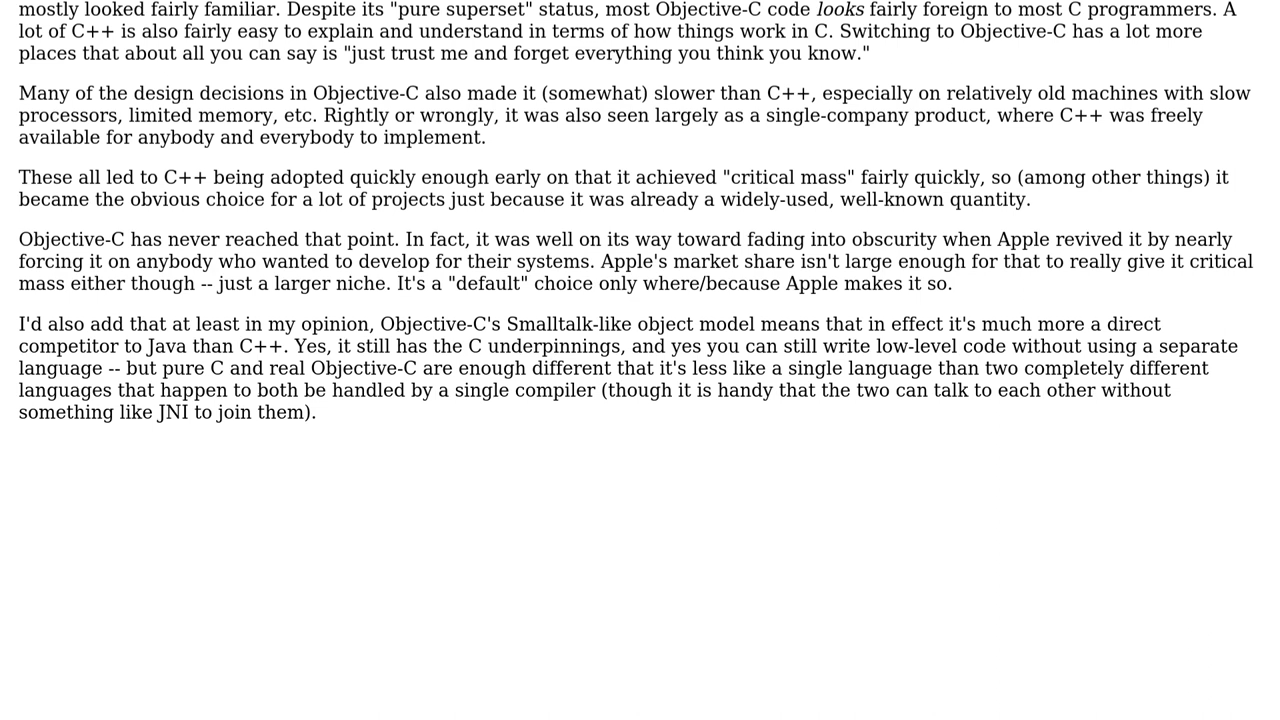 mostly looked fairly familiar. Despite its "pure superset" status, most Objective-C code looks fairly foreign to most C programmers. A
lot of C++ is also fairly easy to explain and understand in terms of how things work in C. Switching to Objective-C has a lot more
places that about all you can say is "just trust me and forget everything you think you know."
Many of the design decisions in Objective-C also made it (somewhat) slower than C++, especially on relatively old machines with slow
processors, limited memory, etc. Rightly or wrongly, it was also seen largely as a single-company product, where C++ was freely
available for anybody and everybody to implement.
These all led to C++ being adopted quickly enough early on that it achieved "critical mass" fairly quickly, so (among other things) it
became the obvious choice for a lot of projects just because it was already a widely-used, well-known quantity.
Objective-C has never reached that point. In fact, it was well on its way toward fading into obscurity when Apple revived it by nearly
forcing it on anybody who wanted to develop for their systems. Apple's market share isn't large enough for that to really give it critical
mass either though -- just a larger niche. It's a "default" choice only where/because Apple makes it so.
I'd also add that at least in my opinion, Objective-C's Smalltalk-like object model means that in effect it's much more a direct
competitor to Java than C++. Yes, it still has the C underpinnings, and yes you can still write low-level code without using a separate
language -- but pure C and real Objective-C are enough different that it's less like a single language than two completely different
languages that happen to both be handled by a single compiler (though it is handy that the two can talk to each other without
something like JNI to join them).